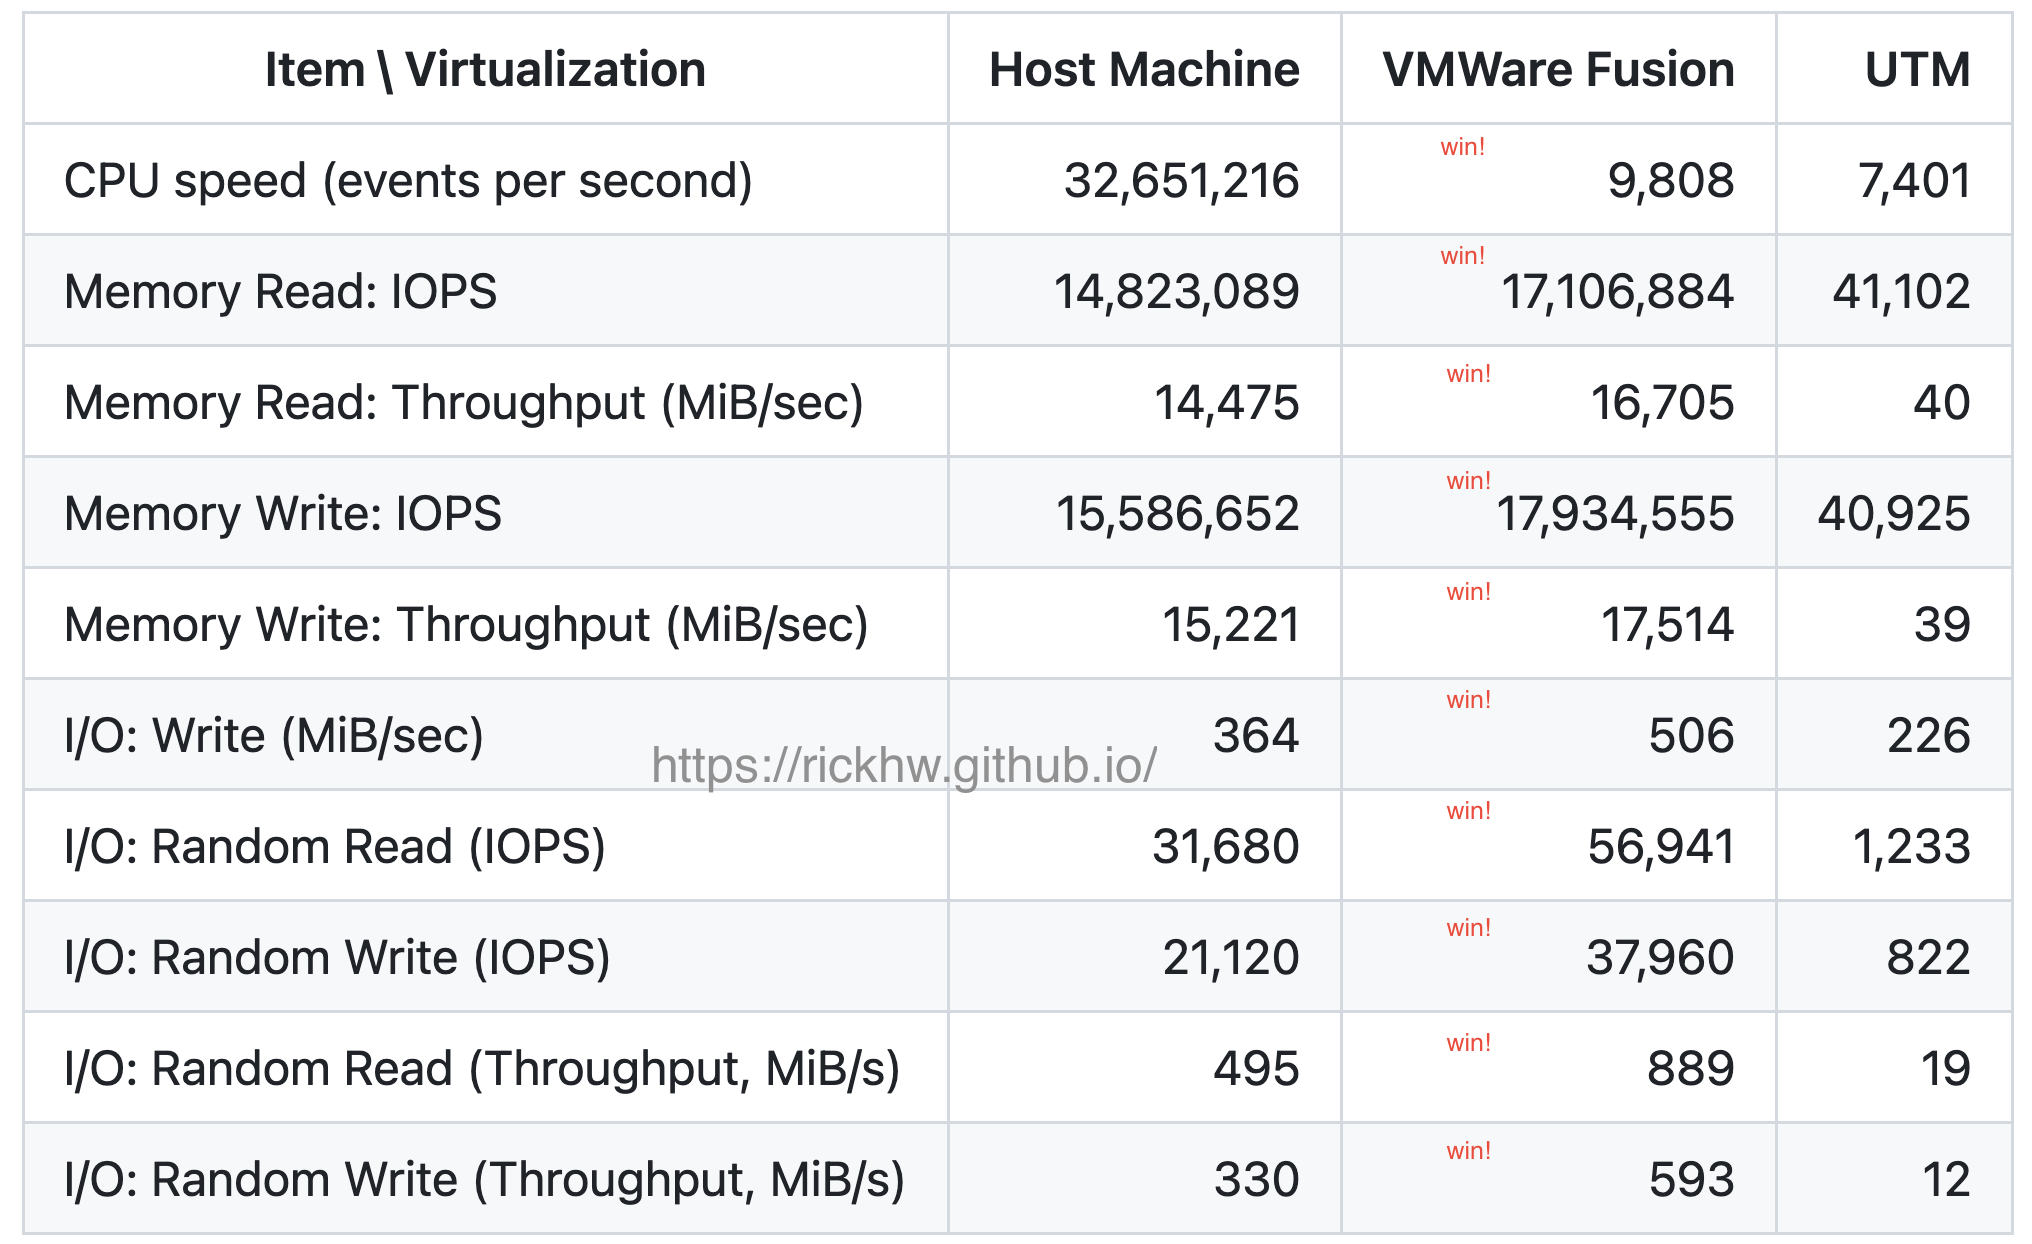 Item \ Virtualization Host Machine VMWare Fusion UTM
CPU speed (events per second) 32,651,216 win! 9,808 7,401
Memory Read: IOPS 14,823,089 win! 17,106,884 41,102
Memory Read: Throughput (MiB/sec) 14,475 win! 16,705 40
Memory Write: IOPS 15,586,652 win! 17,934,555 40,925
Memory Write: Throughput (MiB/sec) 15,221 win! 17,514 39
I/O: Write (MiB/sec) 364 win! 506 226
https://rickhw.github.io/
I/O: Random Read (IOPS) 31,680 win! 56,941 1,233
I/O: Random Write (IOPS) 21,120 win! 37,960 822
I/O: Random Read (Throughput, MiB/s) 495 win! 889 19
I/O: Random Write (Throughput, MiB/s) 330 win! 593 12